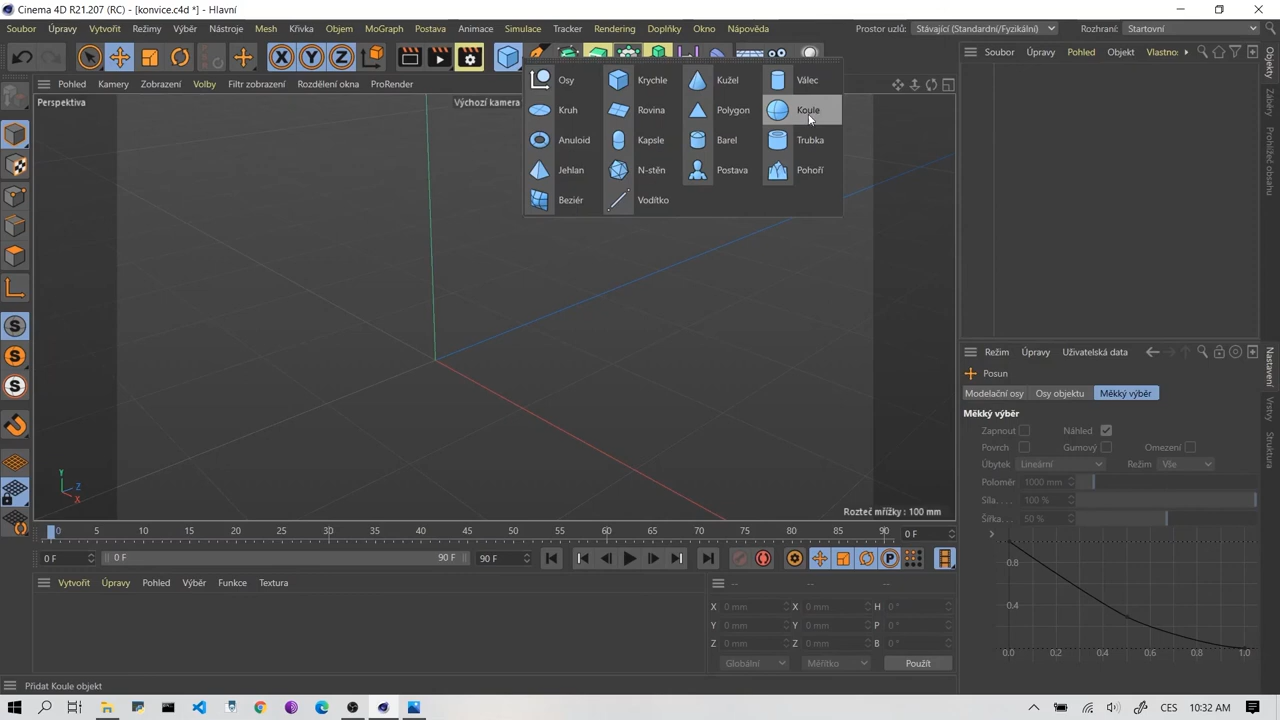 Cinema 4D R21.207 (RC) - [konvice.c4d *] - Hlavní
Soubor Úpravy Vytvořit Režimy Výběr Nástroje Mesh Křivka Objem MoGraph Postava Animace Simulace Tracker Rendering Doplňky Okno Nápověda
Prostor uzlů: Stávající (Standardní/Fyzikální) Rozhraní: Startovní
X Y Z
Soubor Úpravy Pohled Objekt Vlastno
Pohled Kamery Zobrazení Volby Filtr zobrazení Rozdělení okna ProRender
Perspektiva
Výchozí kamera
Osy Krychle Kužel Válec
Kruh Rovina Polygon Koule
Anuloid Kapsle Barel Trubka
Jehlan N-stěn Postava Pohoří
Beziér Vodítko
Objekty
Záběry
Prohlížeč obsahu
Režim Úpravy Uživatelská data
Posun
Modelační osy Osy objektu Měkký výběr
Měkký výběr
Zapnout Náhled
Povrch Gumový Omezení
Úbytek Lineární Režim Vše
Poloměr 1000 mm
Síla.... 100 %
Šířka... 50 %
0.8
0.4
0.0 0.2 0.4 0.6 0.8 1.0
Nastavení
Vrstvy
Struktura
S
S
S
Y
Z
X
Rozteč mřížky : 100 mm
0 5 10 15 20 25 30 35 40 45 50 55 60 65 70 75 80 85 90 0 F
0 F 0 F 90 F 90 F
P
Vytvořit Úpravy Pohled Výběr Funkce Textura
-- -- --
X 0 mm X 0 mm H 0 °
Y 0 mm Y 0 mm P 0 °
Z 0 mm Z 0 mm B 0 °
Globální Měřítko Použít
Přidat Koule objekt
CES 10:32 AM